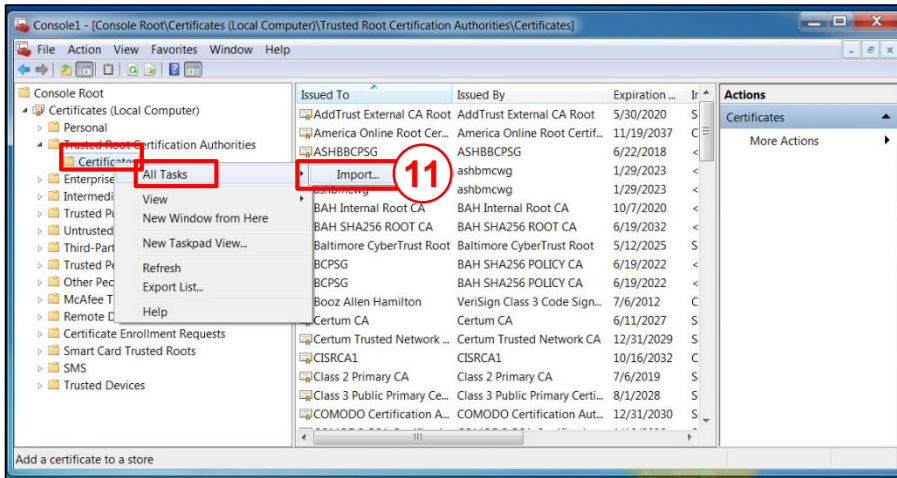 Console1 - [Console Root\Certificates (Local Computer)\Trusted Root Certification Authorities\Certificates]
File Action View Favorites Window Help
Console Root
Certificates (Local Computer)
Personal
Trusted Root Certification Authorities
Certificates
Enterprise
Intermedi
Trusted Pu
Untrusted
Third-Part
Trusted Pe
Other Peo
McAfee T
Remote D
Certificate Enrollment Requests
Smart Card Trusted Roots
SMS
Trusted Devices
All Tasks
View
New Window from Here
New Taskpad View...
Refresh
Export List...
Help
Import...
11
Issued To Issued By Expiration ... Ir
AddTrust External CA Root AddTrust External CA Root 5/30/2020 S
America Online Root Cer... America Online Root Certif... 11/19/2037 C
ASHBBCPSG ASHBBCPSG 6/22/2018 <
ashbmcwg 1/29/2023 <
ashbmcwg ashbmcwg 1/29/2023 <
BAH Internal Root CA BAH Internal Root CA 10/7/2020 <
BAH SHA256 ROOT CA BAH SHA256 ROOT CA 6/19/2032 <
Baltimore CyberTrust Root Baltimore CyberTrust Root 5/12/2025 S
BCPSG BAH SHA256 POLICY CA 6/19/2022 <
BCPSG BAH SHA256 POLICY CA 6/19/2022 <
Booz Allen Hamilton VeriSign Class 3 Code Sign... 7/6/2012 C
Certum CA Certum CA 6/11/2027 S
Certum Trusted Network ... Certum Trusted Network CA 12/31/2029 S
CISRCA1 CISRCA1 10/16/2032 C
Class 2 Primary CA Class 2 Primary CA 7/6/2019 S
Class 3 Public Primary Ce... Class 3 Public Primary Certi... 8/1/2028 S
COMODO Certification A... COMODO Certification Aut... 12/31/2030 S
Actions
Certificates
More Actions
Add a certificate to a store